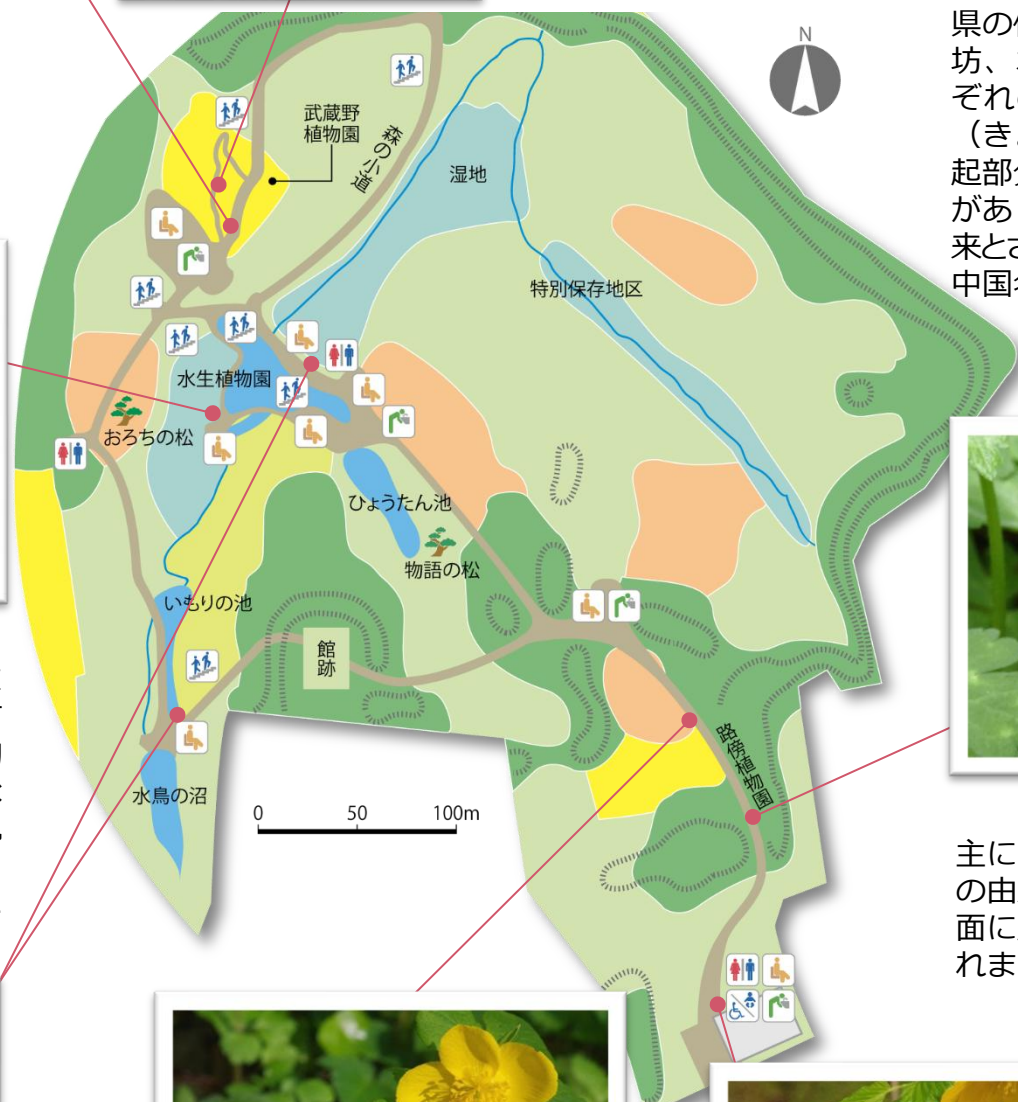 N
県の
坊、
ぞれ
（き
起部
があ
来とさ
中国
武蔵野
植物園
森の小道
湿地
特別保存地区
水生植物園
おろちの松
ひょうたん池
物語の松
いもりの池
館
跡
路傍植物園
水鳥の沼
0 50 100m
主に
の由
面に
れま